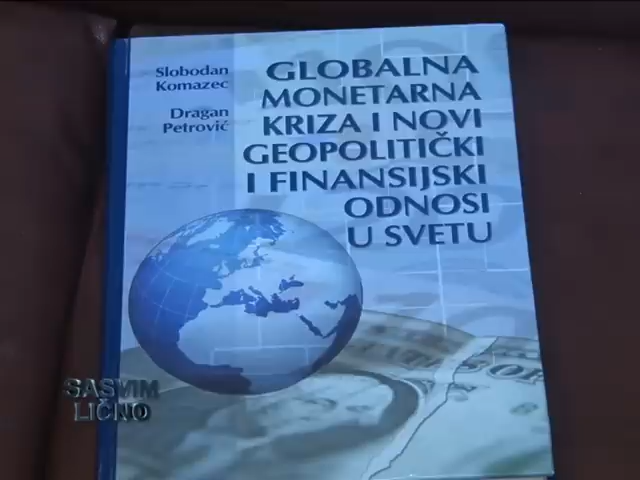 Slobodan
Komazec
Dragan
Petrović
GLOBALNA
MONETARNA
KRIZA I NOVI
GEOPOLITIČKI
I FINANSIJSKI
ODNOSI
U SVETU
SASVIM
LIČNO